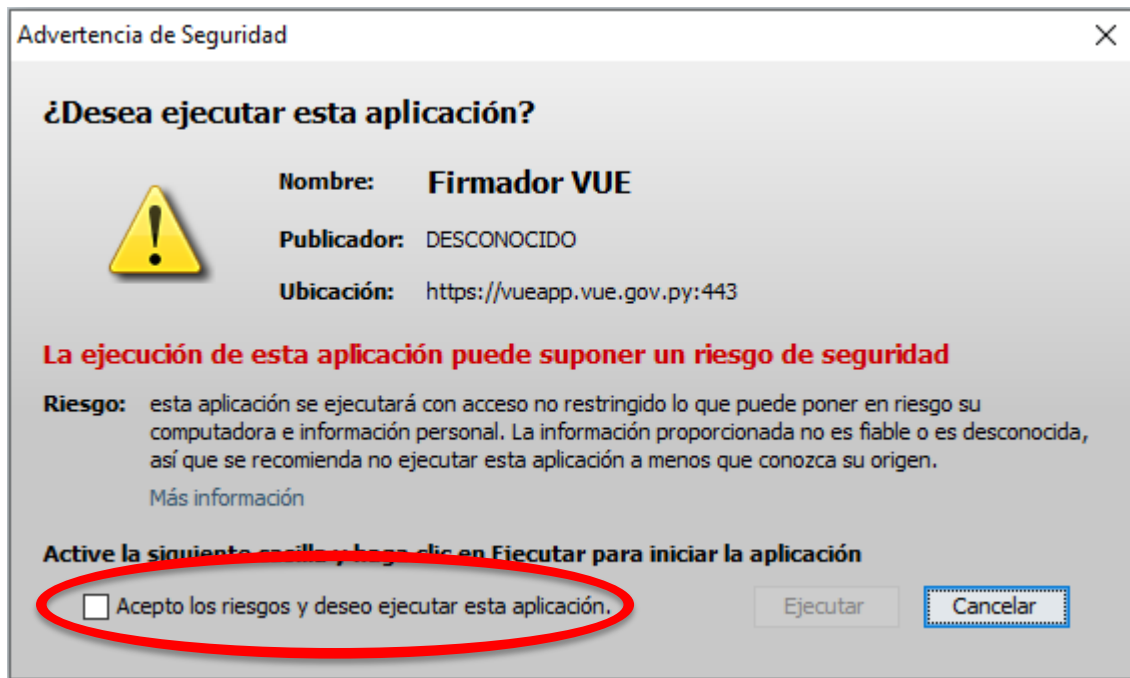 Advertencia de Seguridad
¿Desea ejecutar esta aplicación?
Nombre: Firmador VUE
Publicador: DESCONOCIDO
Ubicación: https://vueapp.vue.gov.py:443
La ejecución de esta aplicación puede suponer un riesgo de seguridad
Riesgo: esta aplicación se ejecutará con acceso no restringido lo que puede poner en riesgo su
computadora e información personal. La información proporcionada no es fiable o es desconocida,
así que se recomienda no ejecutar esta aplicación a menos que conozca su origen.
Más información
Active la siguiente casilla y haga clic en Ejecutar para iniciar la aplicación
Acepto los riesgos y deseo ejecutar esta aplicación.
Ejecutar
Cancelar